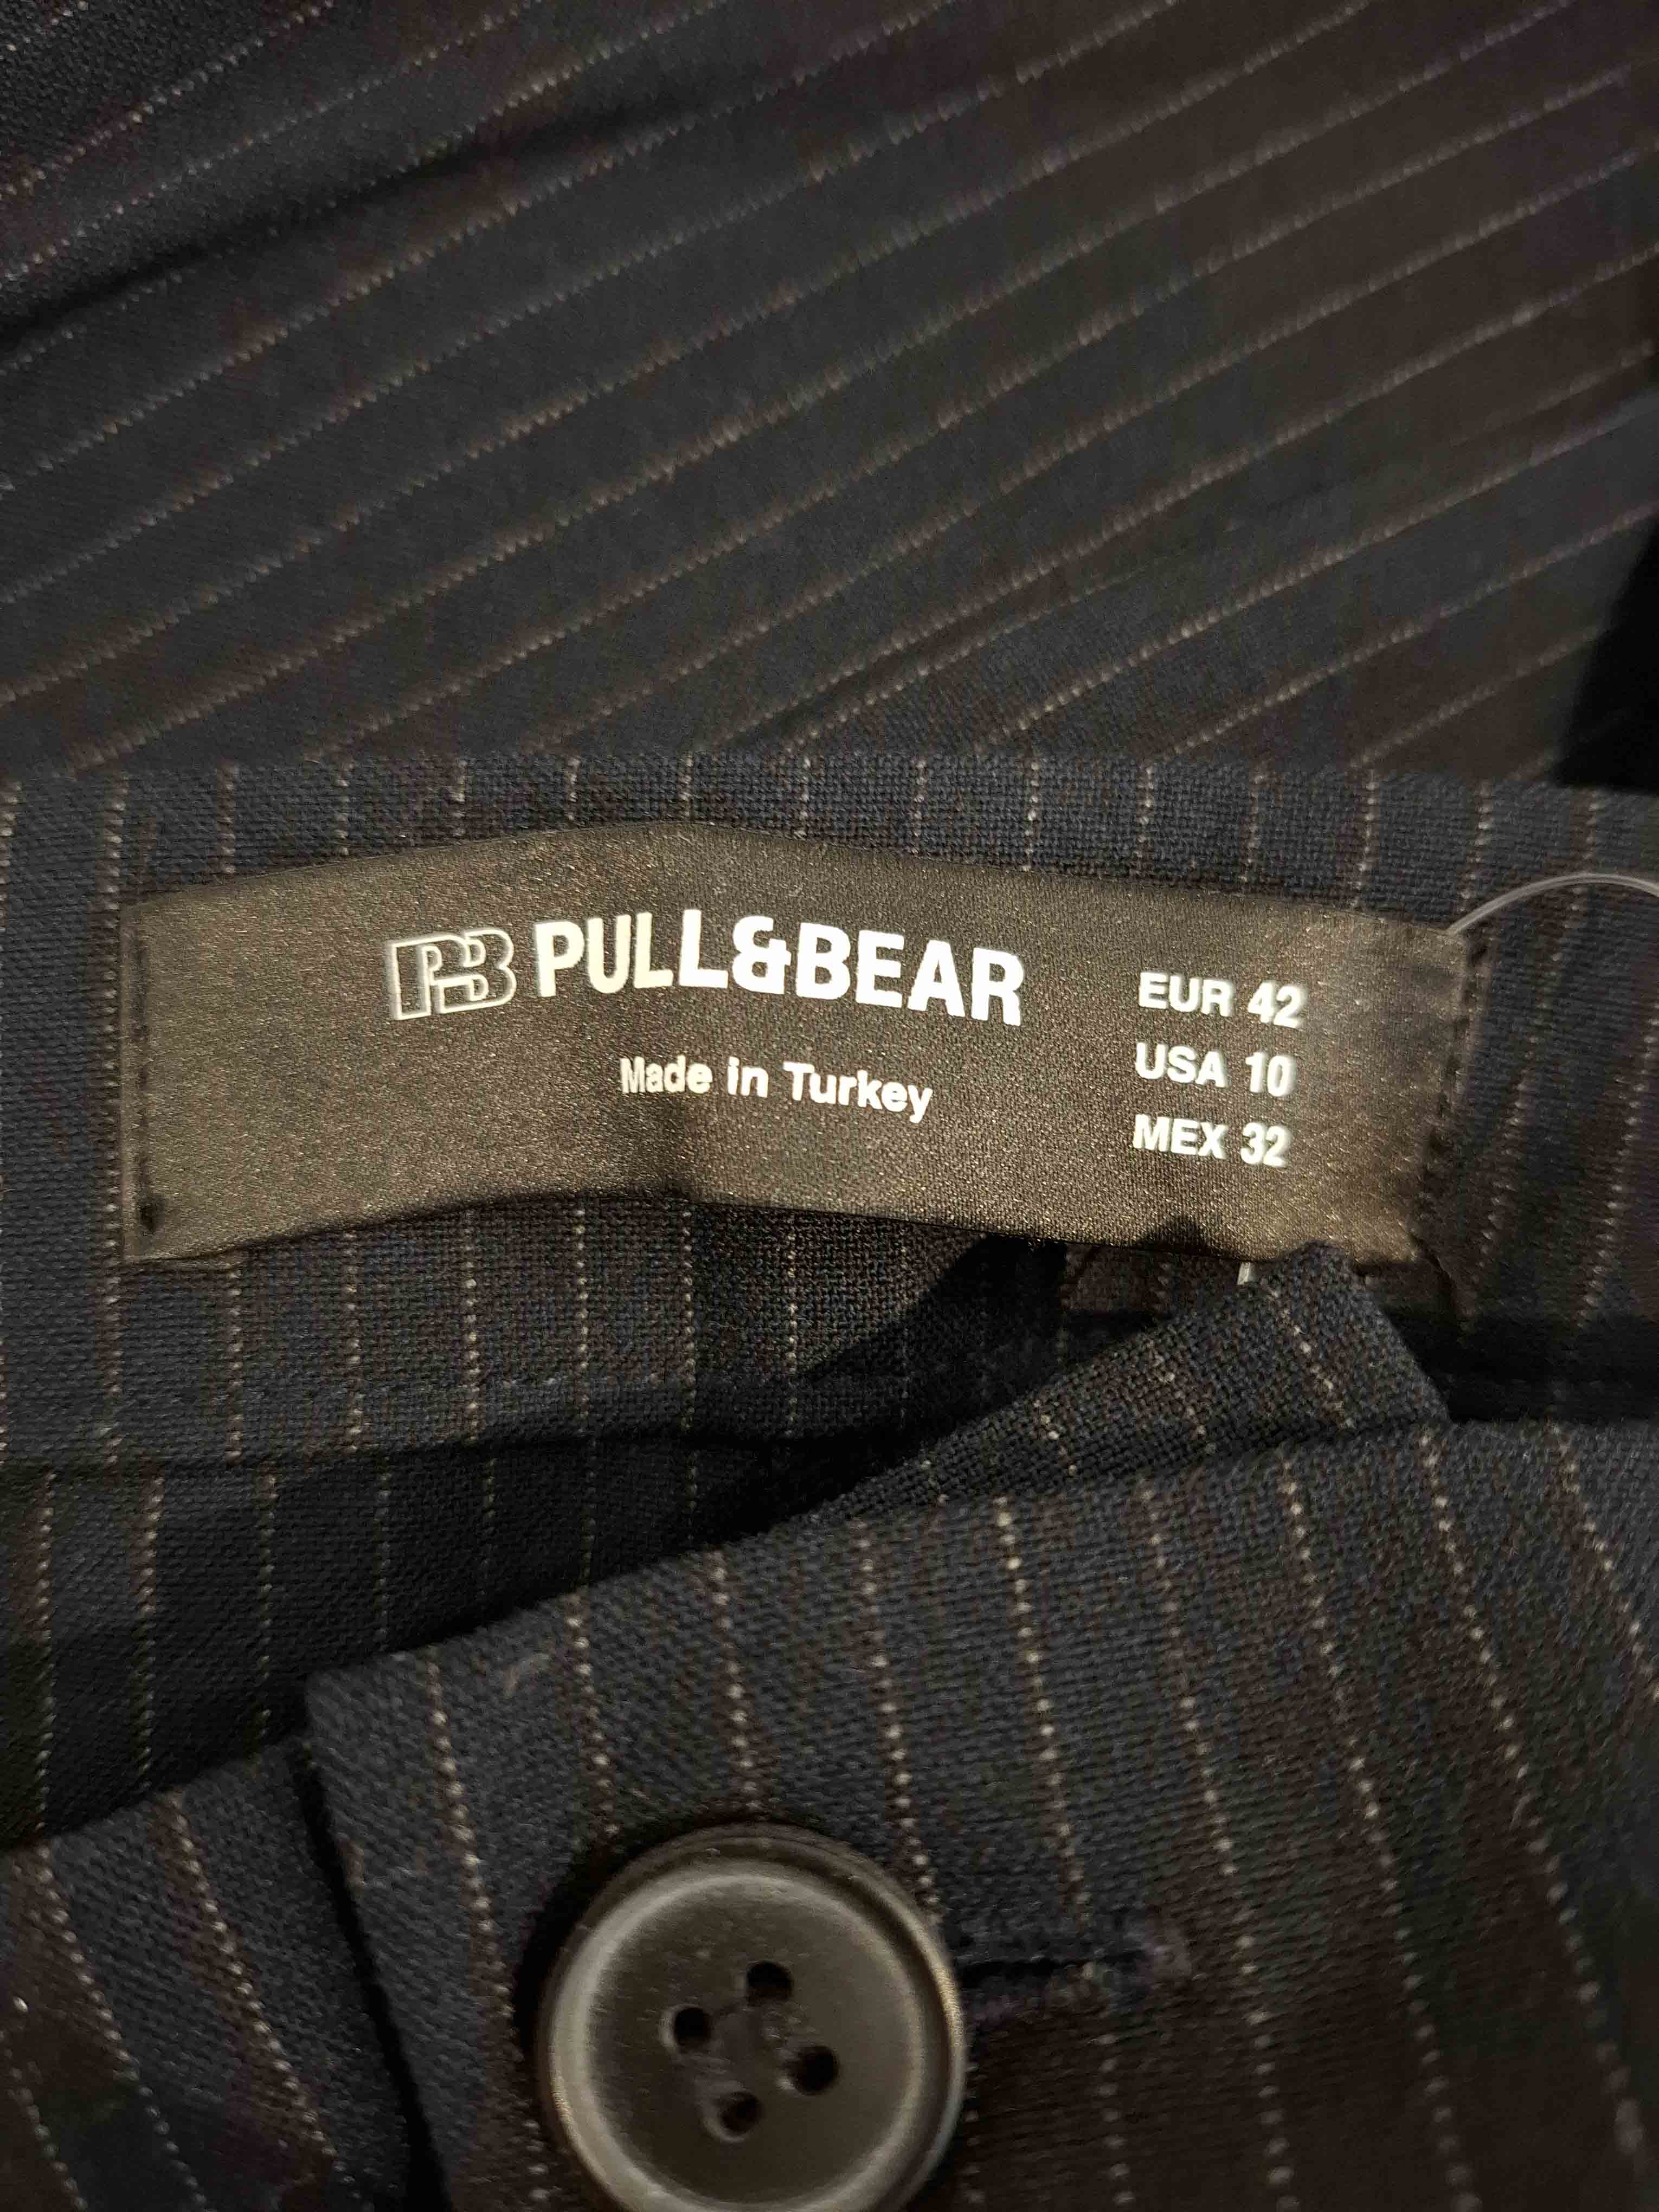 PB PULL&BEAR
Made in Turkey
EUR 42
USA 10
MEX 32